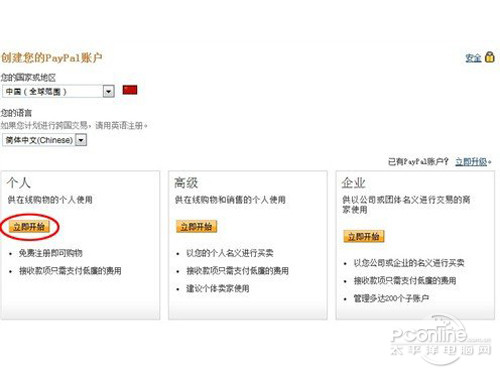 创建您的PayPal账户
安全
您的国家或地区
中国（全球范围）
您的语言
如果您计划进行跨国交易，请用英语注册。
简体中文(Chinese)
已有PayPal账户？ 立即升级。
个人
供在线购物的个人使用
立即开始
免费注册即可购物
接收款项只需支付低廉的费用
高级
供在线购物和销售的个人使用
立即开始
以您的个人名义进行买卖
接收款项只需支付低廉的费用
建议个体卖家使用
企业
供以公司或团体名义进行交易的商
家使用
立即开始
以您公司或企业的名义进行买卖
接收款项只需支付低廉的费用
管理多达200个子账户
PConline.com.cn
太平洋电脑网